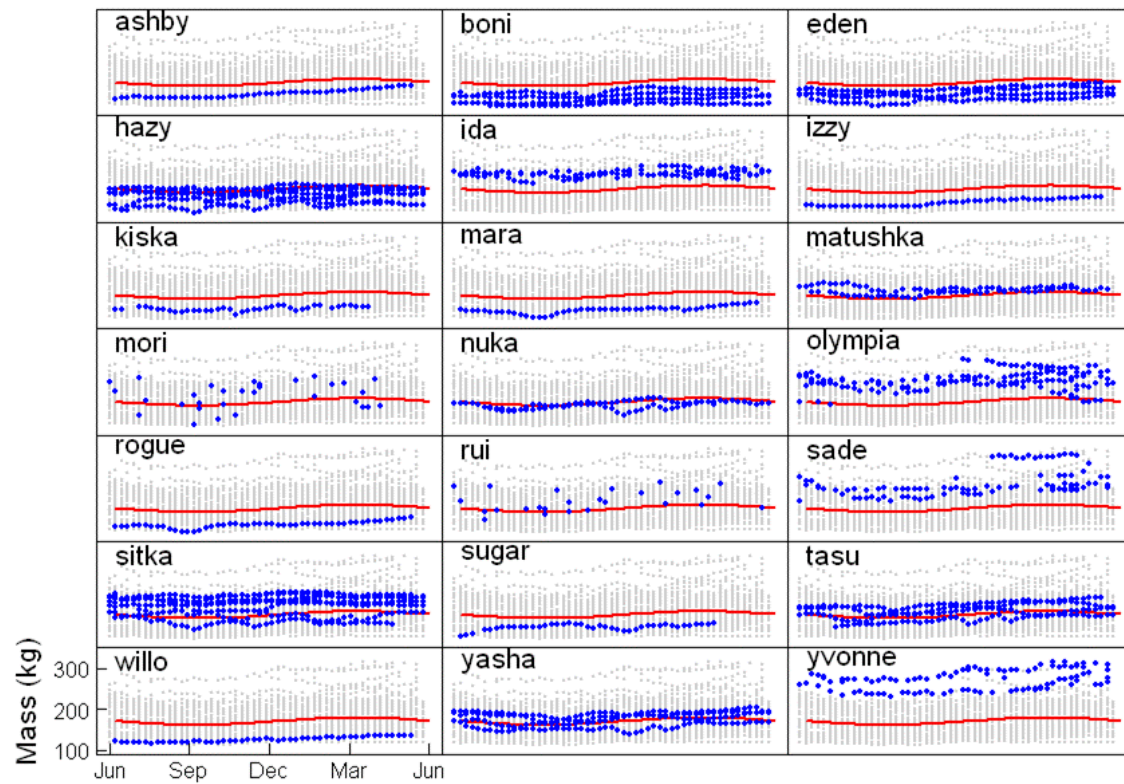 ashby boni eden
hazy ida izzy
kiska mara matushka
mori nuka olympia
rogue rui sade
sitka sugar tasu
willo yasha yvonne
Mass (kg)
300
200
100
Jun Sep Dec Mar Jun